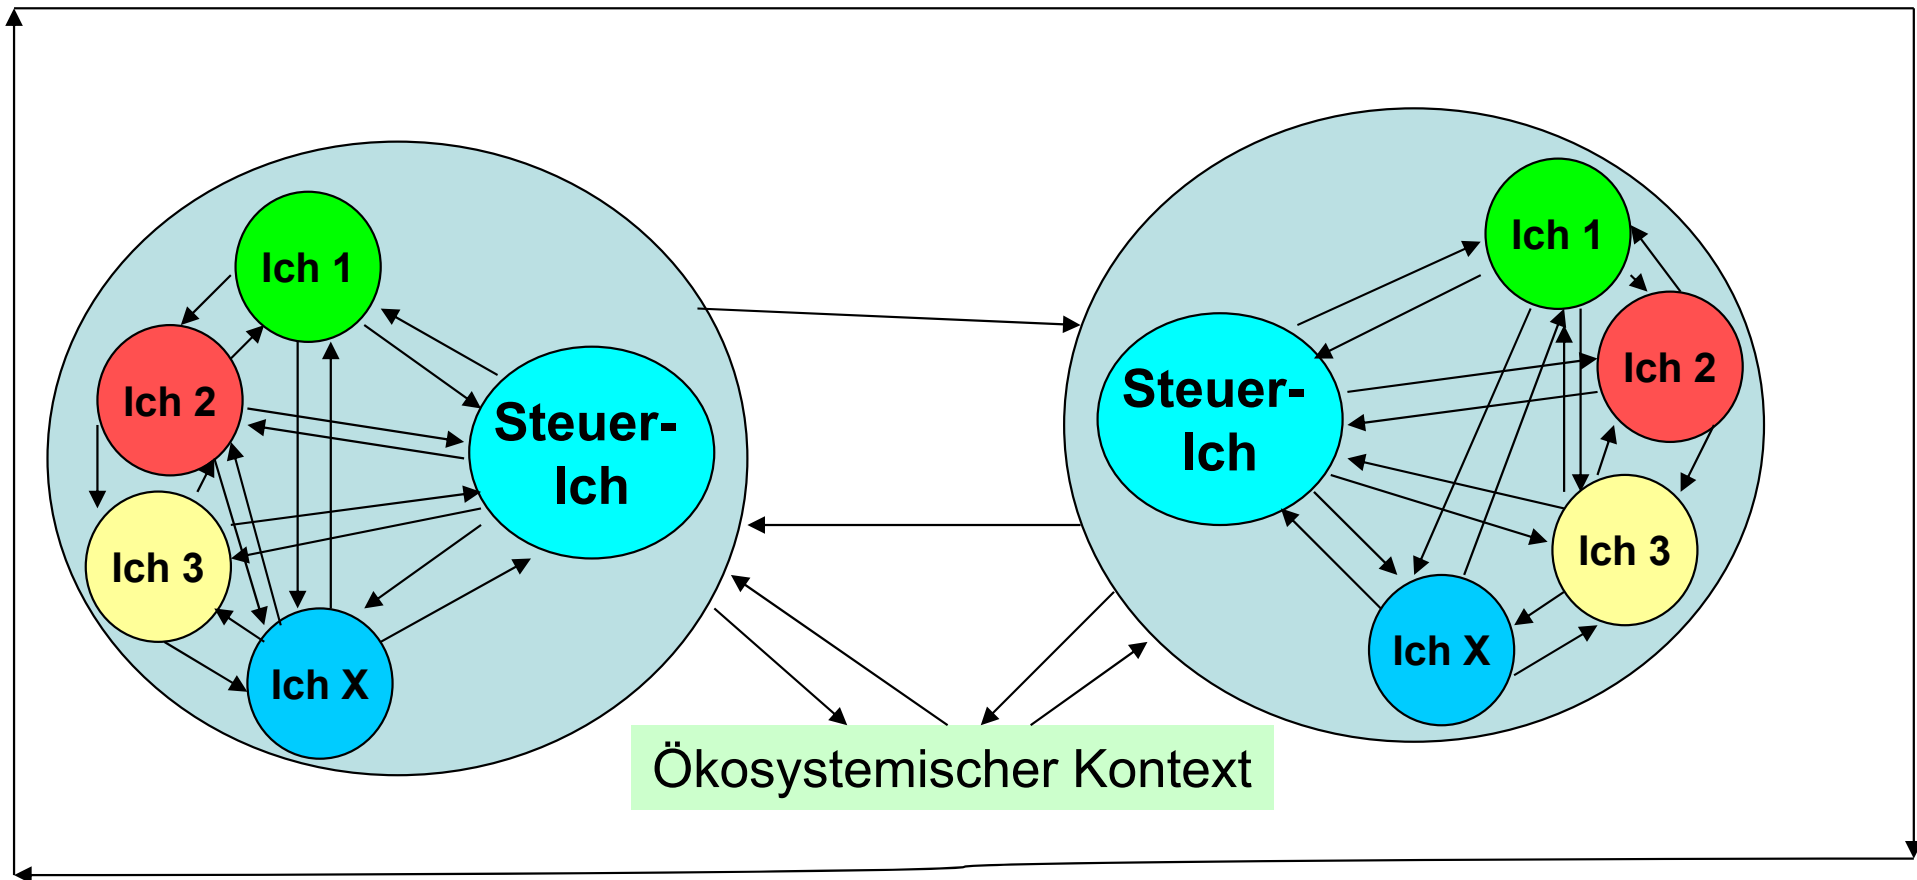 Ich 1
Ich 2
Steuer-
Ich
Ich 3
Ich X
Ich 1
Ich 2
Steuer-
Ich
Ich 3
Ich X
Ökosystemischer Kontext